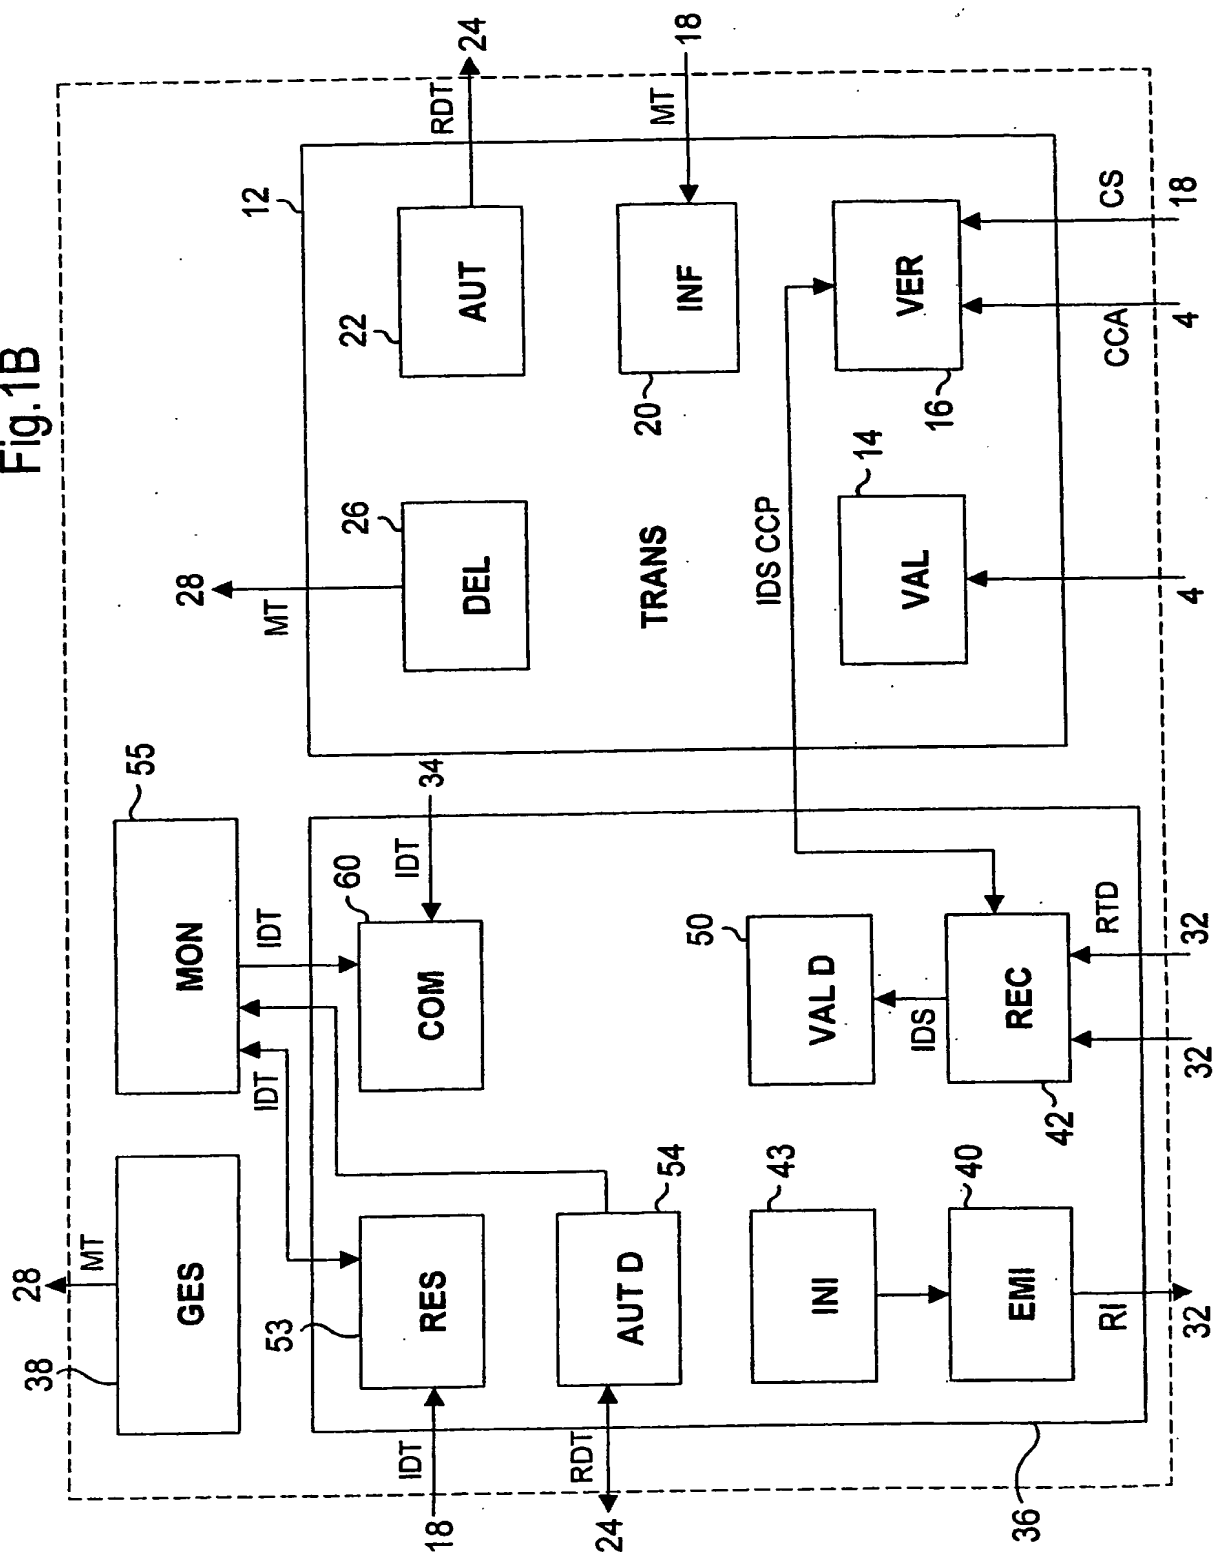 Fig.1B
28
MT
38
GES
55
MON
IDT
IDT
53
RES
IDT
18
60
COM
IDT
34
54
AUT D
RDT
24
43
INI
40
EMI
RI
32
50
VAL D
IDS
42
REC
32
RTD
32
36
IDS CCP
12
TRANS
28
MT
26
DEL
22
AUT
RDT
24
20
INF
MT
18
14
VAL
4
16
VER
CCA
4
CS
18